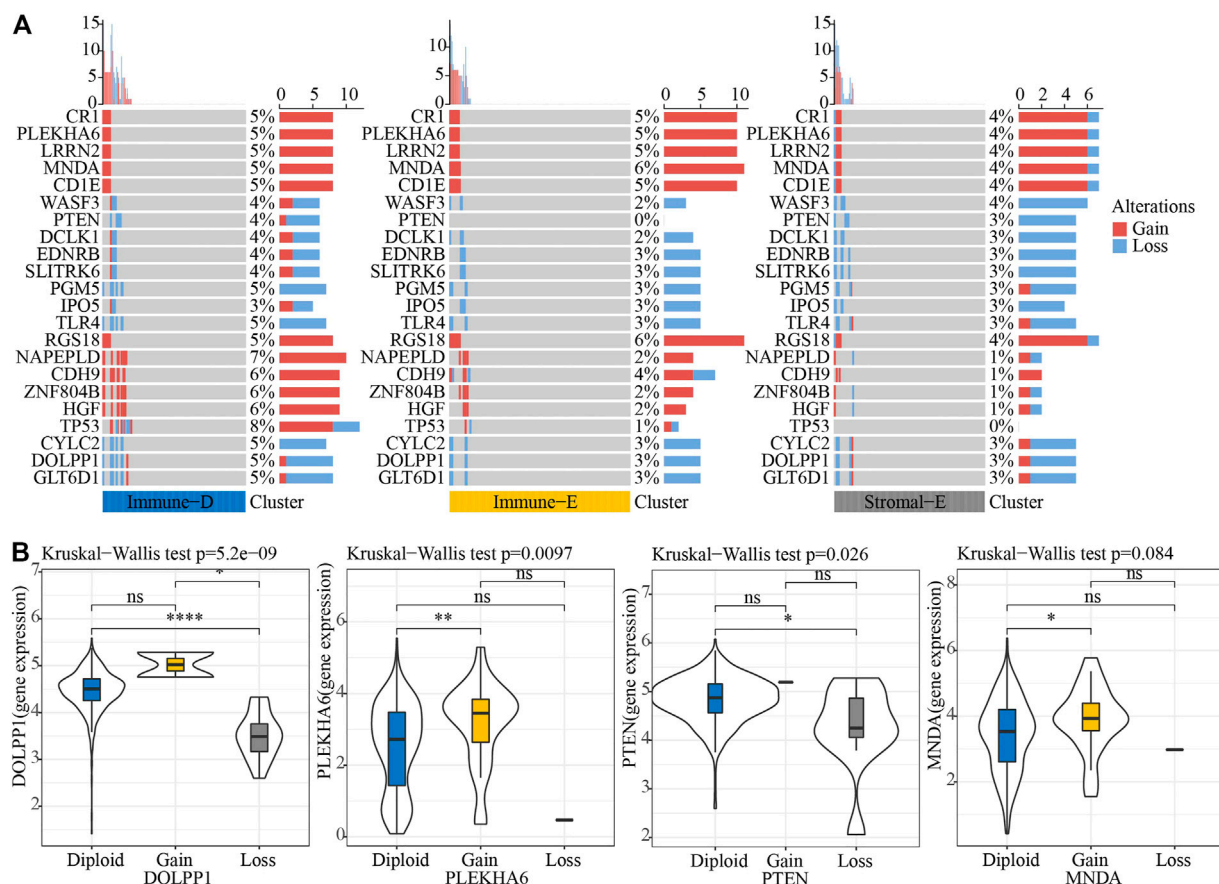 A
15
10
5
0
0 5 10
CR1 5%
PLEKHA6 5%
LRRN2 5%
MNDA 5%
CD1E 5%
WASF3 4%
PTEN 4%
DCLK1 4%
EDNRB 4%
SLITRK6 4%
PGM5 5%
IPO5 3%
TLR4 5%
RGS18 5%
NAPEPLD 7%
CDH9 6%
ZNF804B 6%
HGF 6%
TP53 8%
CYLC2 5%
DOLPP1 5%
GLT6D1 5%
Immune-D Cluster
10
5
0
0 5 10
CR1 5%
PLEKHA6 5%
LRRN2 5%
MNDA 6%
CD1E 5%
WASF3 2%
PTEN 0%
DCLK1 2%
EDNRB 3%
SLITRK6 3%
PGM5 3%
IPO5 3%
TLR4 3%
RGS18 6%
NAPEPLD 2%
CDH9 4%
ZNF804B 2%
HGF 2%
TP53 1%
CYLC2 3%
DOLPP1 3%
GLT6D1 3%
Immune-E Cluster
15
10
5
0
0 2 4 6
CR1 4%
PLEKHA6 4%
LRRN2 4%
MNDA 4%
CD1E 4%
WASF3 4%
PTEN 3%
DCLK1 3%
EDNRB 3%
SLITRK6 3%
PGM5 3%
IPO5 3%
TLR4 3%
RGS18 4%
NAPEPLD 1%
CDH9 1%
ZNF804B 1%
HGF 1%
TP53 0%
CYLC2 3%
DOLPP1 3%
GLT6D1 3%
Stromal-E Cluster
Alterations
Gain
Loss
B
Kruskal-Wallis test p=5.2e-09
DOLPP1(gene expression)
7
6
5
4
3
2
*
ns
****
Diploid Gain Loss
DOLPP1
Kruskal-Wallis test p=0.0097
PLEKHA6(gene expression)
6
4
2
0
ns
ns
**
Diploid Gain Loss
PLEKHA6
Kruskal-Wallis test p=0.026
PTEN(gene expression)
7
6
5
4
3
2
ns
ns
*
Diploid Gain Loss
PTEN
Kruskal-Wallis test p=0.084
MNDA(gene expression)
8
6
4
2
ns
ns
*
Diploid Gain Loss
MNDA